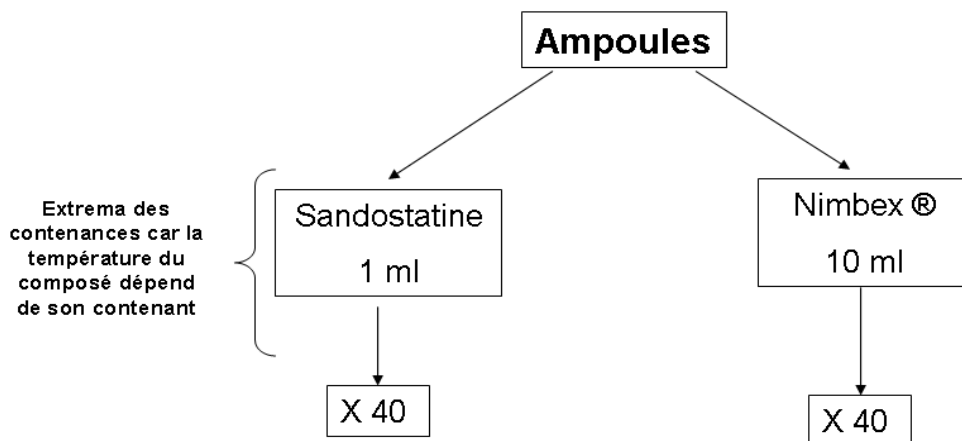 Ampoules
Extrema des
contenances car la
température du
composé dépend
de son contenant
Sandostatine
1 ml
Nimbex ®
10 ml
X 40
X 40